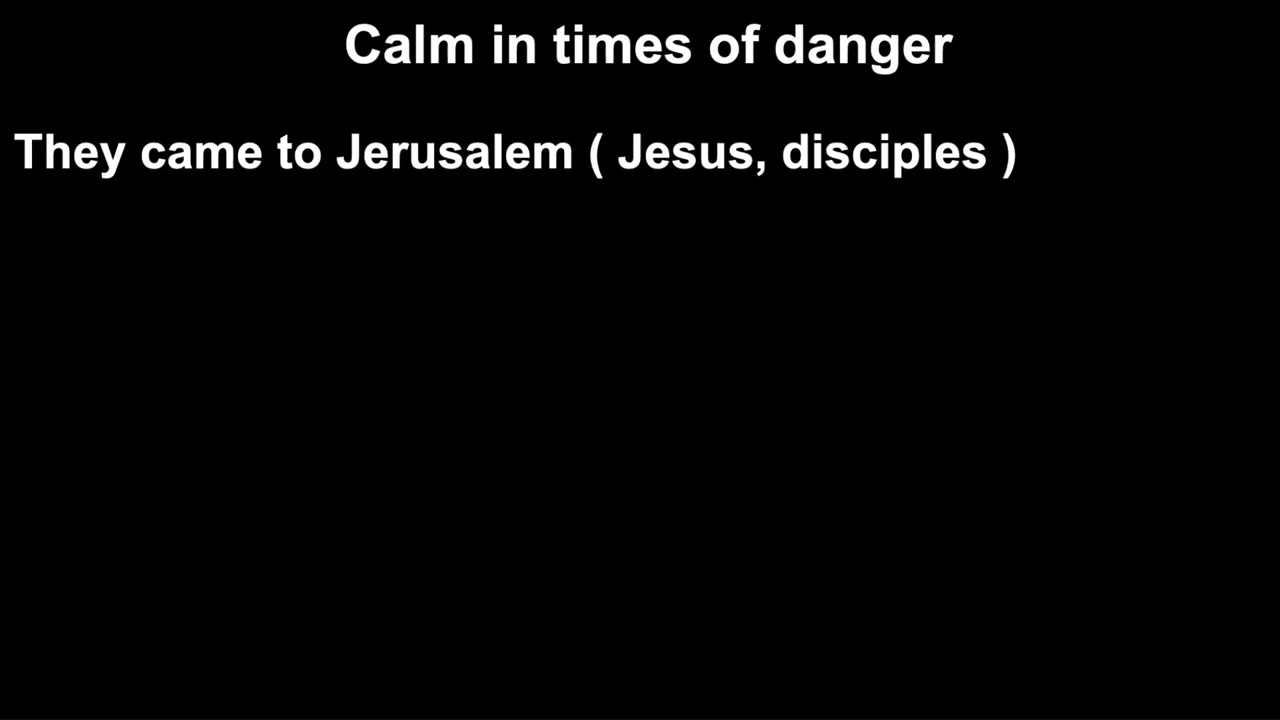 Calm in times of danger
They came to Jerusalem ( Jesus, disciples )